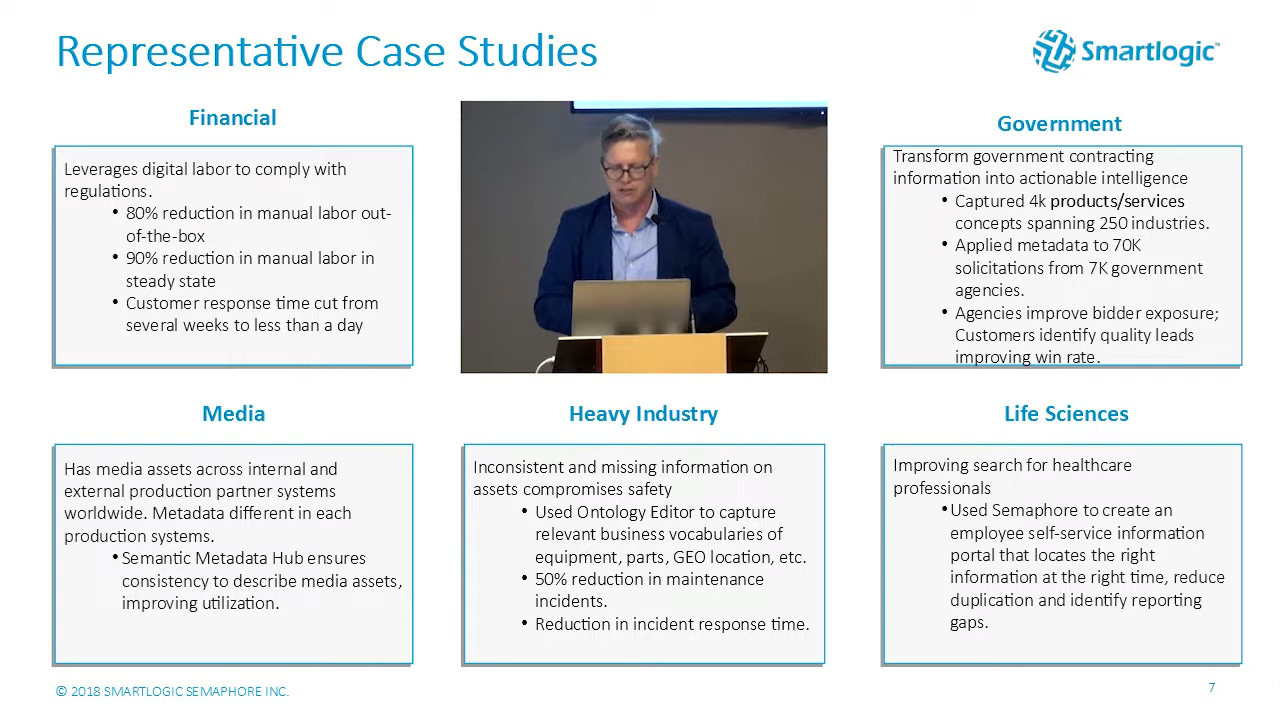 Representative Case Studies
Smartlogic™
Financial
Leverages digital labor to comply with
regulations.
• 80% reduction in manual labor out-
of-the-box
• 90% reduction in manual labor in
steady state
• Customer response time cut from
several weeks to less than a day
Government
Transform government contracting
information into actionable intelligence
• Captured 4k products/services
concepts spanning 250 industries.
• Applied metadata to 70K
solicitations from 7K government
agencies.
• Agencies improve bidder exposure;
Customers identify quality leads
improving win rate.
Media
Has media assets across internal and
external production partner systems
worldwide. Metadata different in each
production systems.
• Semantic Metadata Hub ensures
consistency to describe media assets,
improving utilization.
Heavy Industry
Inconsistent and missing information on
assets compromises safety
• Used Ontology Editor to capture
relevant business vocabularies of
equipment, parts, GEO location, etc.
• 50% reduction in maintenance
incidents.
• Reduction in incident response time.
Life Sciences
Improving search for healthcare
professionals
• Used Semaphore to create an
employee self-service information
portal that locates the right
information at the right time, reduce
duplication and identify reporting
gaps.
© 2018 SMARTLOGIC SEMAPHORE INC.
7